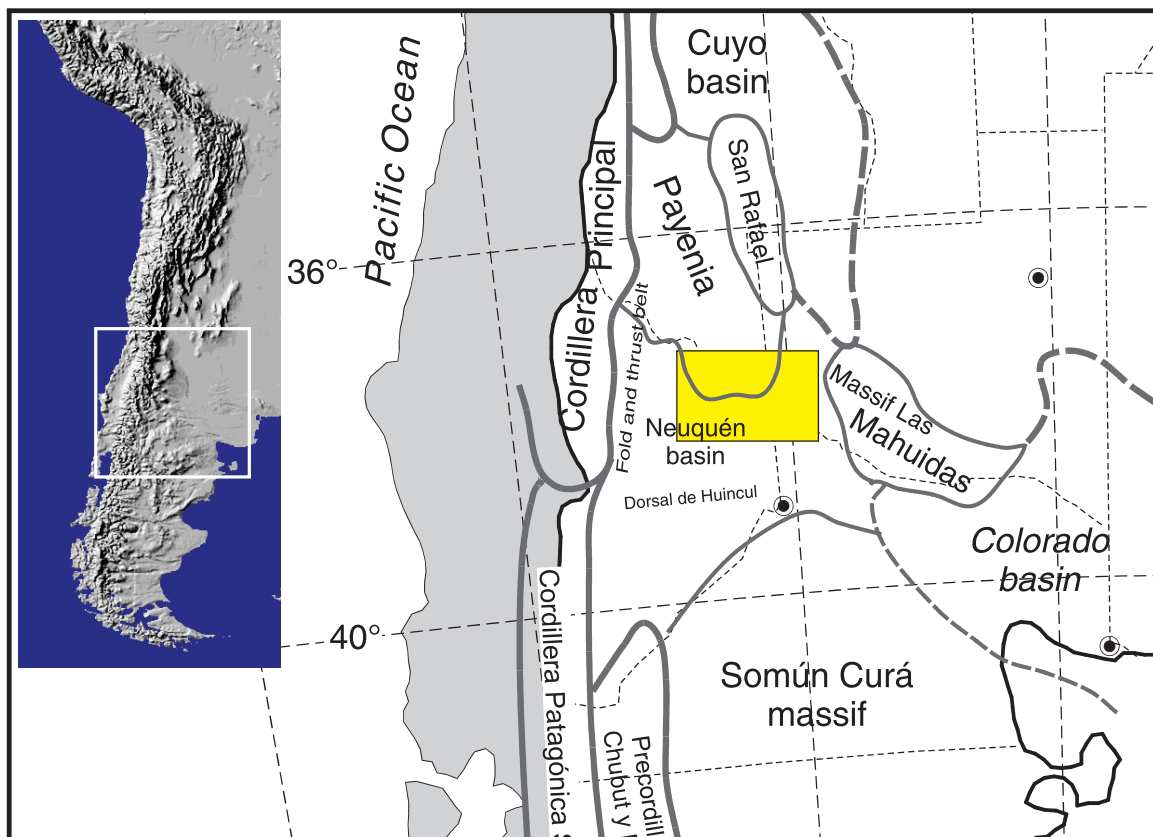 Cuyo
basin
Pacific Ocean
Cordillera Principal
San Rafael
Payenia
36°
Fold and thrust belt
Massif Las
Mahuidas
Neuquén
basin
Dorsal de Huincul
Colorado
basin
40°
Cordillera Patagónica
Somún Curá
massif
Precordill
Chubut y